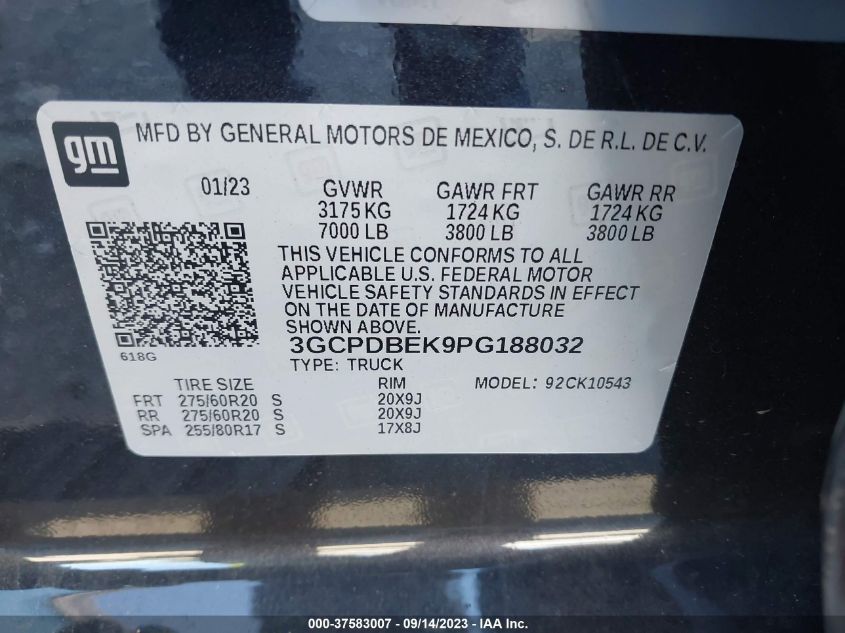 gm
MFD BY GENERAL MOTORS DE MEXICO, S. DE R.L. DE C.V.
01/23 GVWR GAWR FRT GAWR RR
3175 KG 1724 KG 1724 KG
7000 LB 3800 LB 3800 LB
THIS VEHICLE CONFORMS TO ALL
APPLICABLE U.S. FEDERAL MOTOR
VEHICLE SAFETY STANDARDS IN EFFECT
ON THE DATE OF MANUFACTURE
SHOWN ABOVE.
3GCPDBEK9PG188032
618G TYPE: TRUCK
TIRE SIZE RIM MODEL: 92CK10543
FRT 275/60R20 S 20X9J
RR 275/60R20 S 20X9J
SPA 255/80R17 S 17X8J
000-37583007 - 09/14/2023 - IAA Inc.